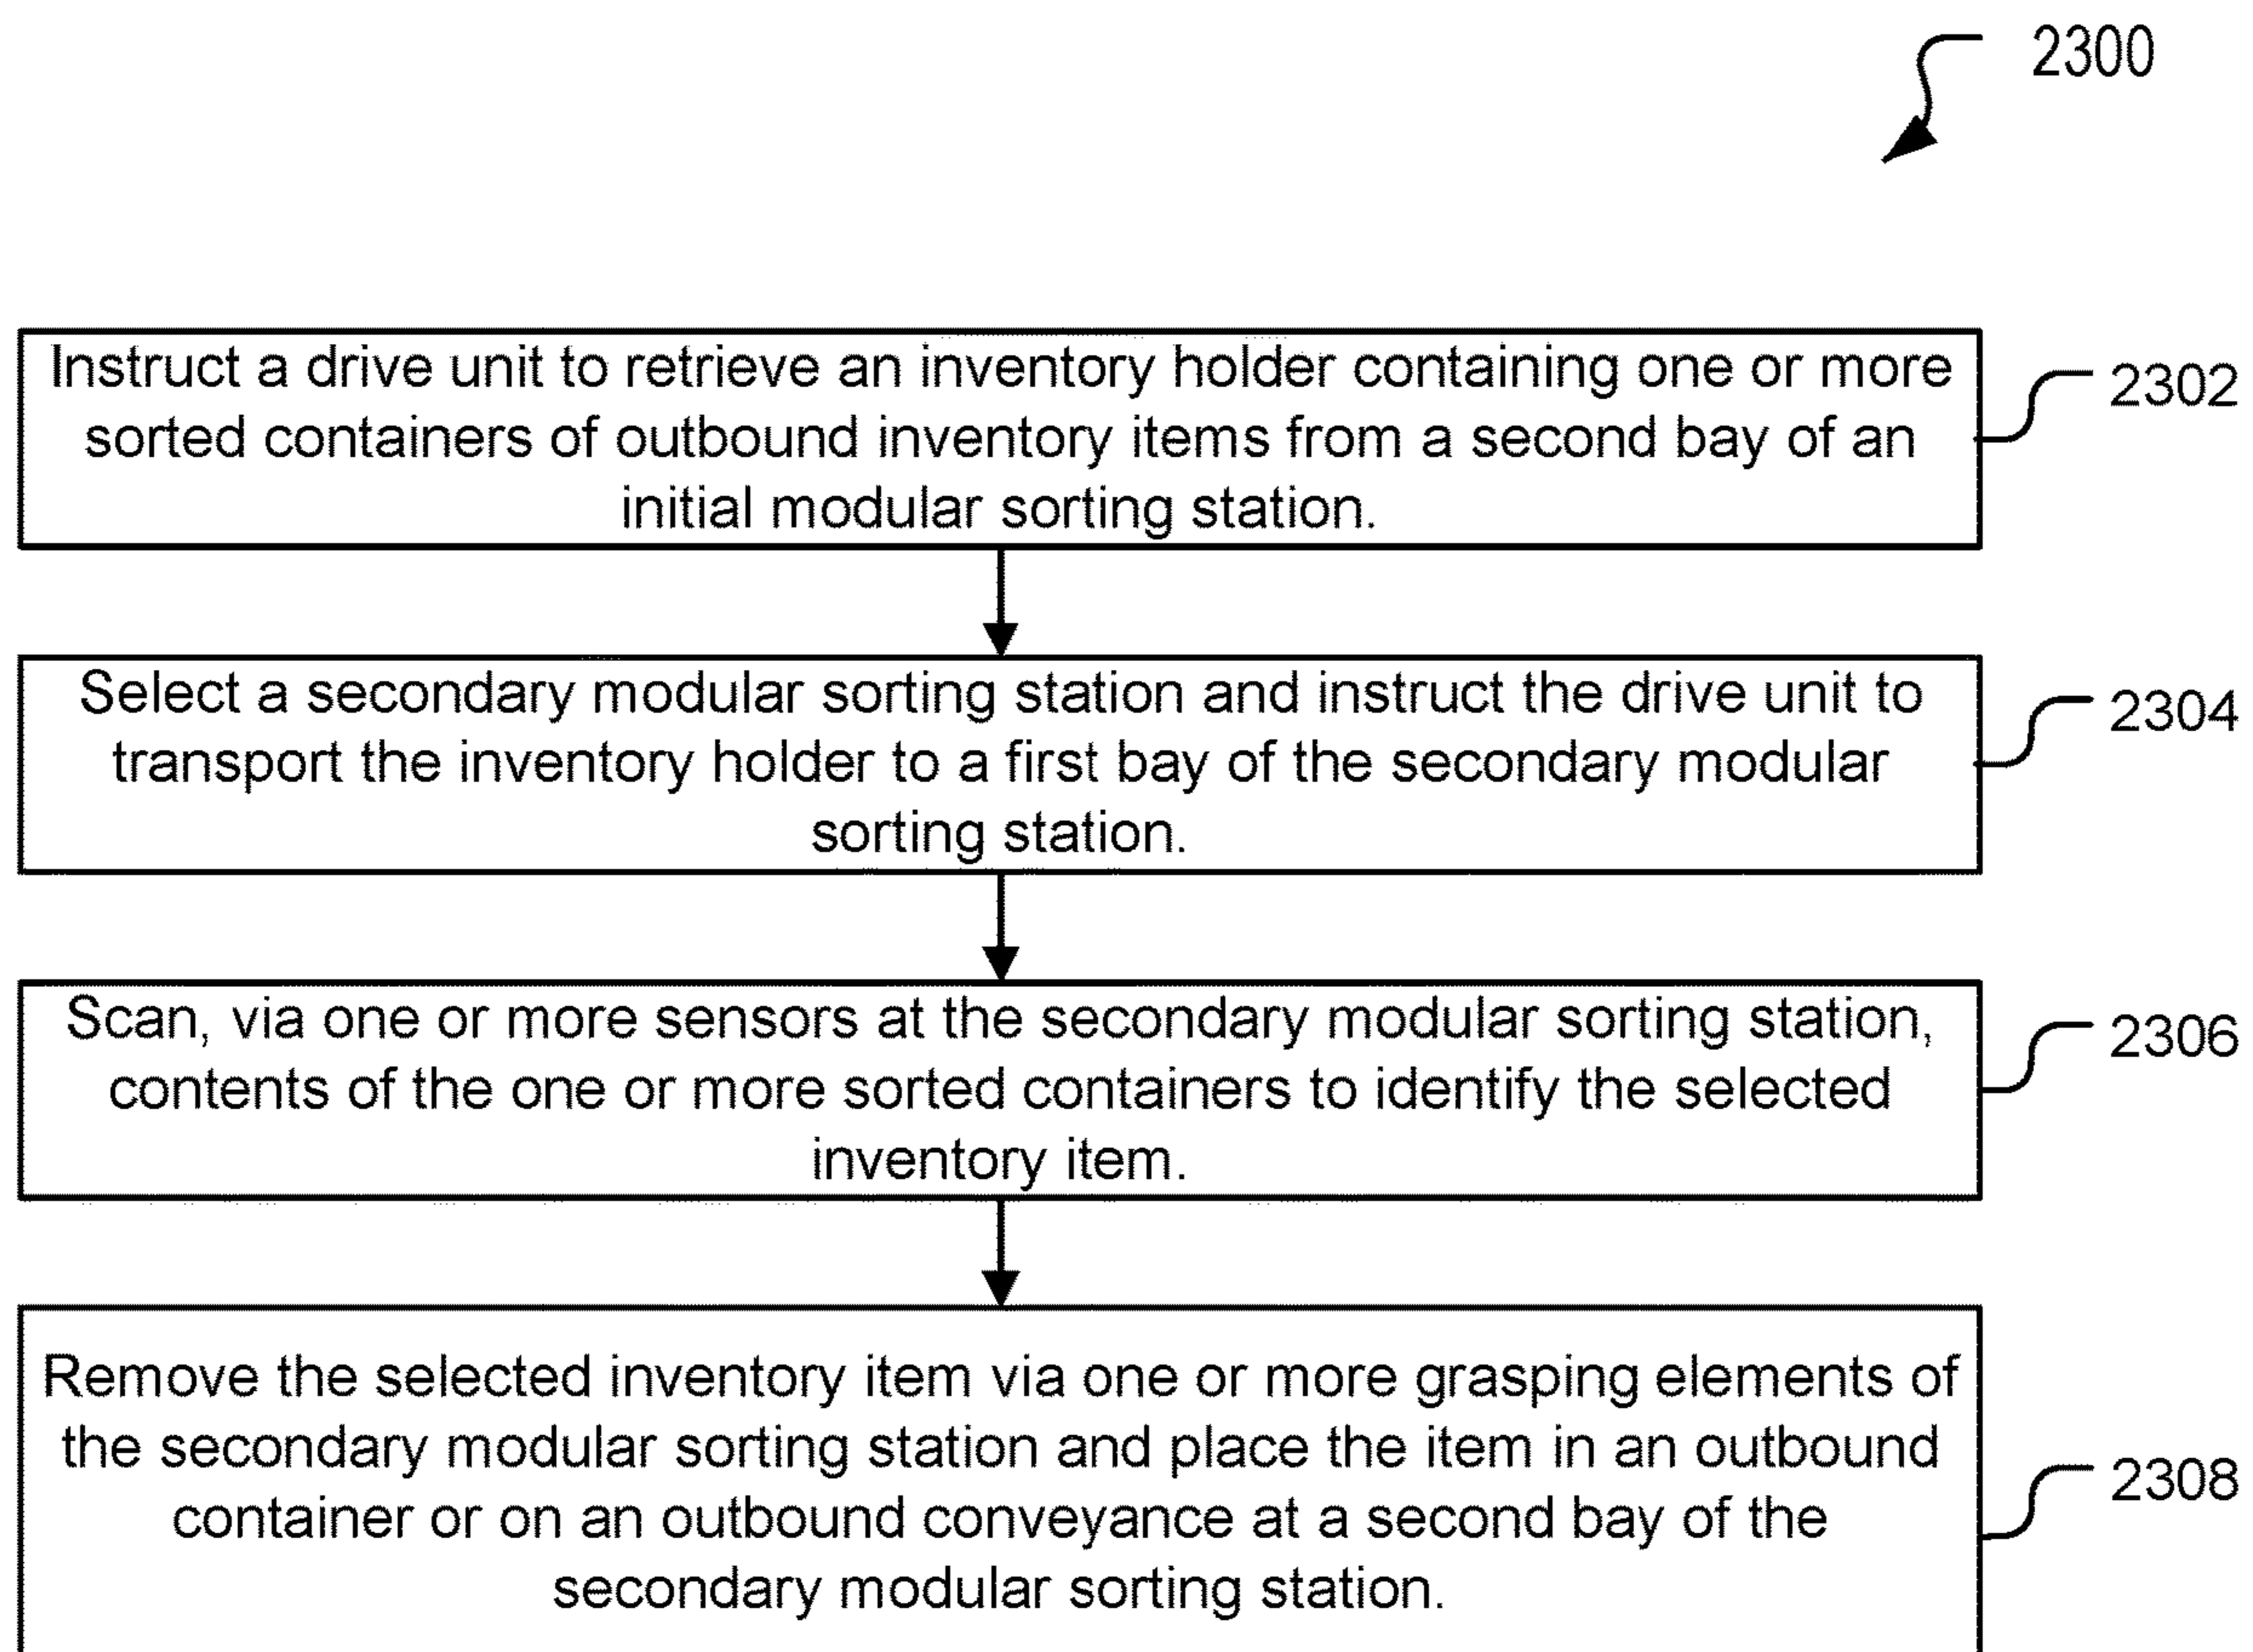 2300
Instruct a drive unit to retrieve an inventory holder containing one or more
sorted containers of outbound inventory items from a second bay of an
initial modular sorting station.
2302
Select a secondary modular sorting station and instruct the drive unit to
transport the inventory holder to a first bay of the secondary modular
sorting station.
2304
Scan, via one or more sensors at the secondary modular sorting station,
contents of the one or more sorted containers to identify the selected
inventory item.
2306
Remove the selected inventory item via one or more grasping elements of
the secondary modular sorting station and place the item in an outbound
container or on an outbound conveyance at a second bay of the
secondary modular sorting station.
2308